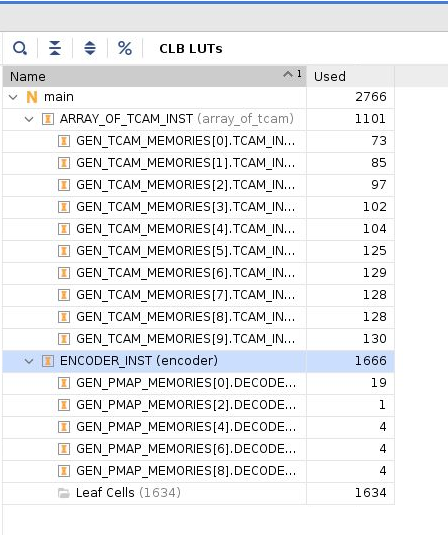 CLB LUTs
Name 1 Used
main 2766
ARRAY_OF_TCAM_INST (array_of_tcam) 1101
GEN_TCAM_MEMORIES[0].TCAM_IN... 73
GEN_TCAM_MEMORIES[1].TCAM_IN... 85
GEN_TCAM_MEMORIES[2].TCAM_IN... 97
GEN_TCAM_MEMORIES[3].TCAM_IN... 102
GEN_TCAM_MEMORIES[4].TCAM_IN... 104
GEN_TCAM_MEMORIES[5].TCAM_IN... 125
GEN_TCAM_MEMORIES[6].TCAM_IN... 129
GEN_TCAM_MEMORIES[7].TCAM_IN... 128
GEN_TCAM_MEMORIES[8].TCAM_IN... 128
GEN_TCAM_MEMORIES[9].TCAM_IN... 130
ENCODER_INST (encoder) 1666
GEN_PMAP_MEMORIES[0].DECODE... 19
GEN_PMAP_MEMORIES[2].DECODE... 1
GEN_PMAP_MEMORIES[4].DECODE... 4
GEN_PMAP_MEMORIES[6].DECODE... 4
GEN_PMAP_MEMORIES[8].DECODE... 4
Leaf Cells (1634) 1634